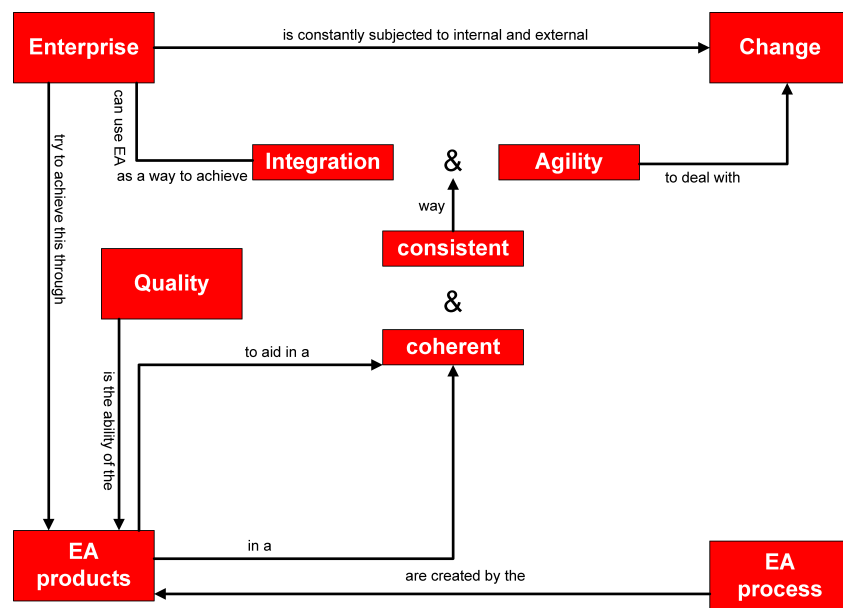 Enterprise
is constantly subjected to internal and external
Change
can use EA
try to achieve this through
as a way to achieve
Integration
&
Agility
to deal with
way
consistent
Quality
&
to aid in a
coherent
is the ability of the
EA
products
in a
are created by the
EA
process